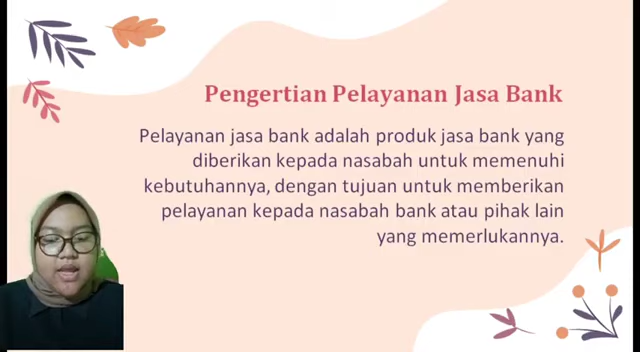 Pengertian Pelayanan Jasa Bank
Pelayanan jasa bank adalah produk jasa bank yang
diberikan kepada nasabah untuk memenuhi
kebutuhannya, dengan tujuan untuk memberikan
pelayanan kepada nasabah bank atau pihak lain
yang memerlukannya.